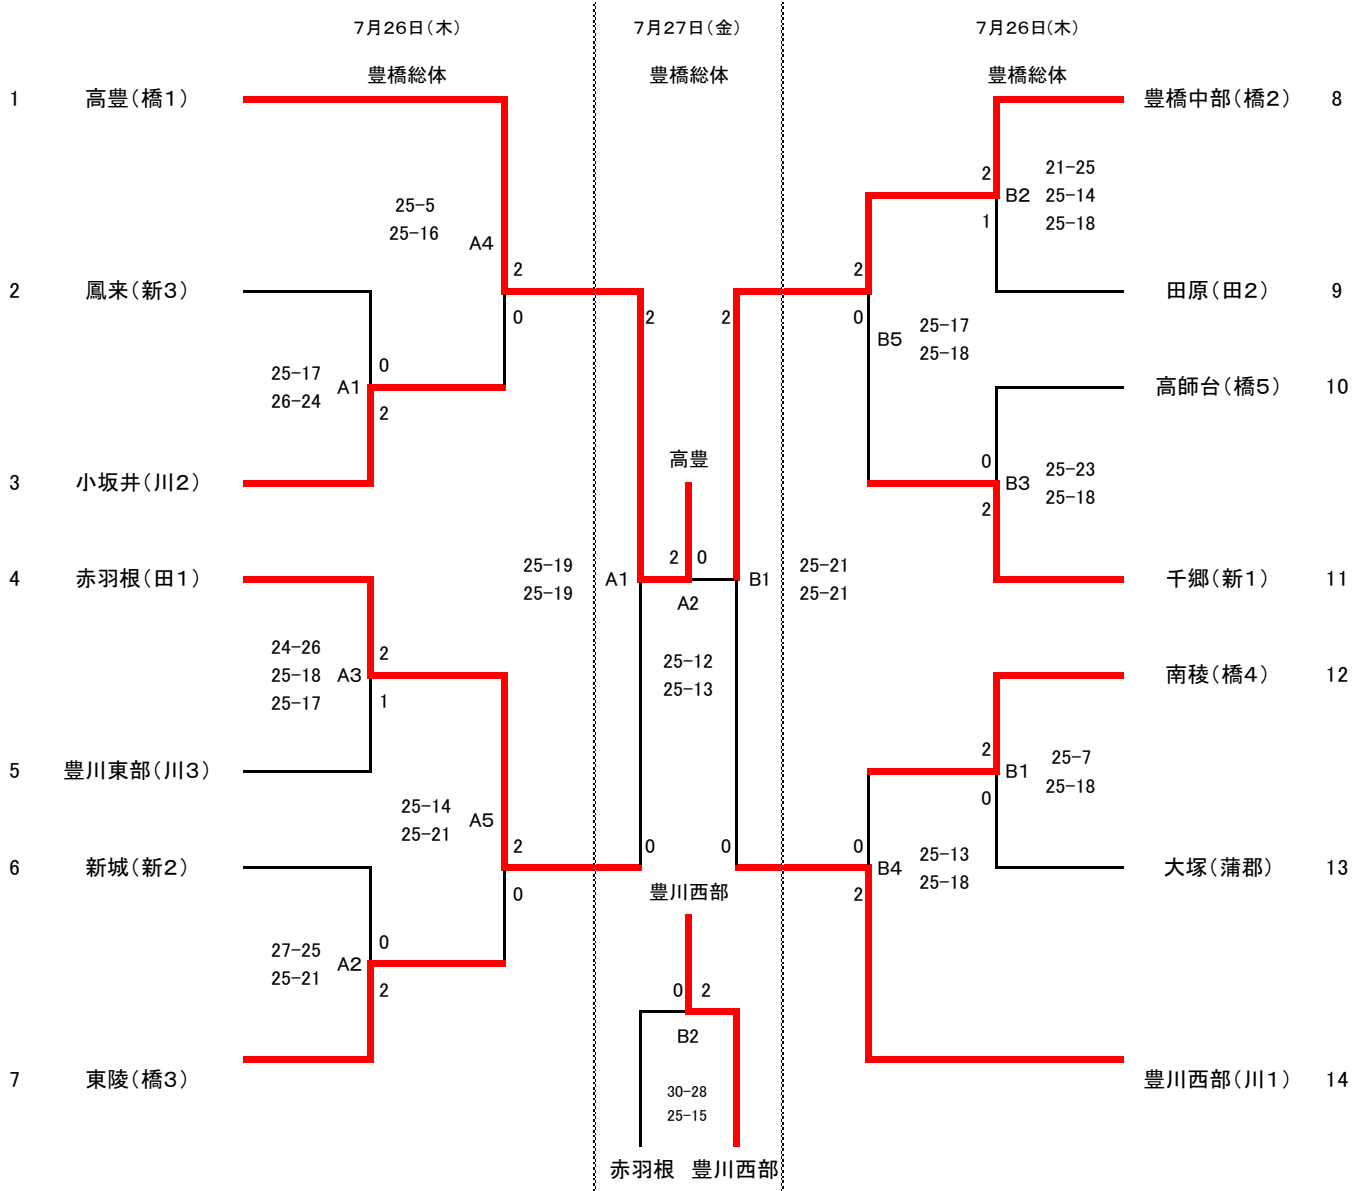 7月26日(木)
7月27日(金)
7月26日(木)
豊橋総体
豊橋総体
豊橋総体
1 高豊(橋1)
豊橋中部(橋2) 8
2 21-25
B2 25-14
1 25-18
25-5
25-16
A4
2
0
2
0
2 鳳来(新3)
田原(田2) 9
2 2
B5 25-17
25-18
0
25-17
26-24
A1
2
高師台(橋5) 10
高豊
0
B3
2
25-23
25-18
3 小坂井(川2)
2 0
25-19
25-19
A1
A2
B1
25-21
25-21
4 赤羽根(田1)
千郷(新1) 11
24-26
25-18
25-17
A3
2
1
25-12
25-13
南稜(橋4) 12
2
B1
0
25-7
25-18
5 豊川東部(川3)
25-14
25-21
A5
2
0
0 0
0
B4
2
25-13
25-18
6 新城(新2)
大塚(蒲郡) 13
豊川西部
0
27-25
25-21
A2
2
0 2
B2
30-28
25-15
7 東陵(橋3)
豊川西部(川1) 14
赤羽根 豊川西部